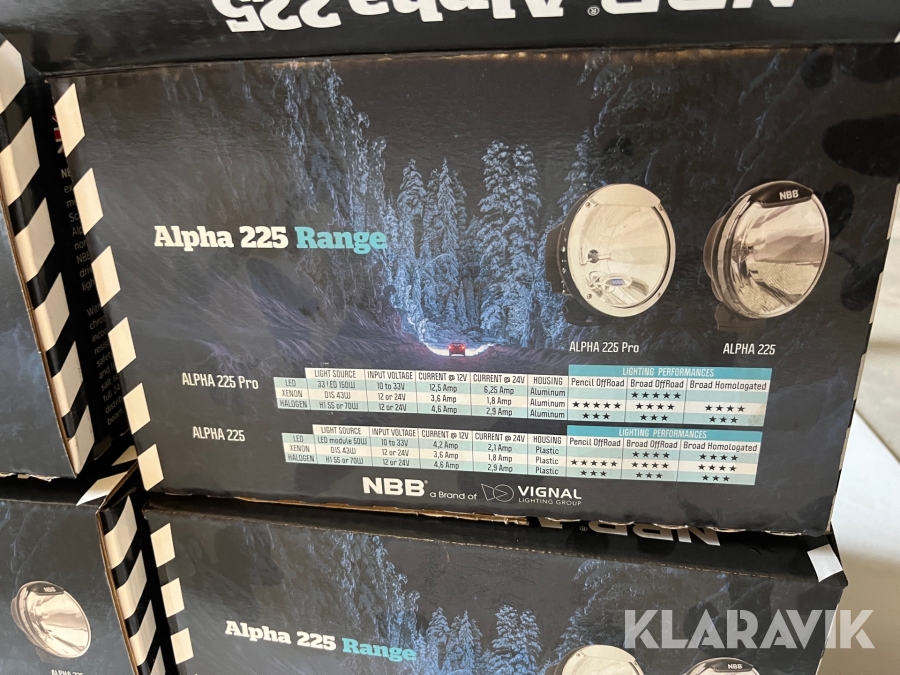 NBB® Alpha 225
Alpha 225 Range
NBB
ALPHA 225 Pro
ALPHA 225
LIGHTING PERFORMANCES
ALPHA 225 Pro
LIGHT SOURCE INPUT VOLTAGE CURRENT @ 12V CURRENT @ 24V HOUSING Pencil OffRoad Broad OffRoad Broad Homologated
LED 33 LED 150W 10 to 33V 12,5 Amp 6,25 Amp Aluminum ★★★★★
XENON D1S 43W 12 or 24V 3,6 Amp 1,8 Amp Aluminum ★★★★★ ★★★★ ★★★★
HALOGEN H1 55 or 70W 12 or 24V 4,6 Amp 2,9 Amp Aluminum ★★★ ★★★ ★★★
ALPHA 225
LIGHTING PERFORMANCES
LIGHT SOURCE INPUT VOLTAGE CURRENT @ 12V CURRENT @ 24V HOUSING Pencil OffRoad Broad OffRoad Broad Homologated
LED LED module 50W 10 to 33V 4,2 Amp 2,1 Amp Plastic ★★★★ ★★★★
XENON D1S 43W 12 or 24V 3,6 Amp 1,8 Amp Plastic ★★★★★ ★★★★ ★★★★
HALOGEN H1 55 or 70W 12 or 24V 4,6 Amp 2,9 Amp Plastic ★★★ ★★★ ★★★
NBB® a Brand of VIGNAL
LIGHTING GROUP
NBB®
Alpha 225 Range
NBB
NBB
ALPHA 225
KLARAVIK